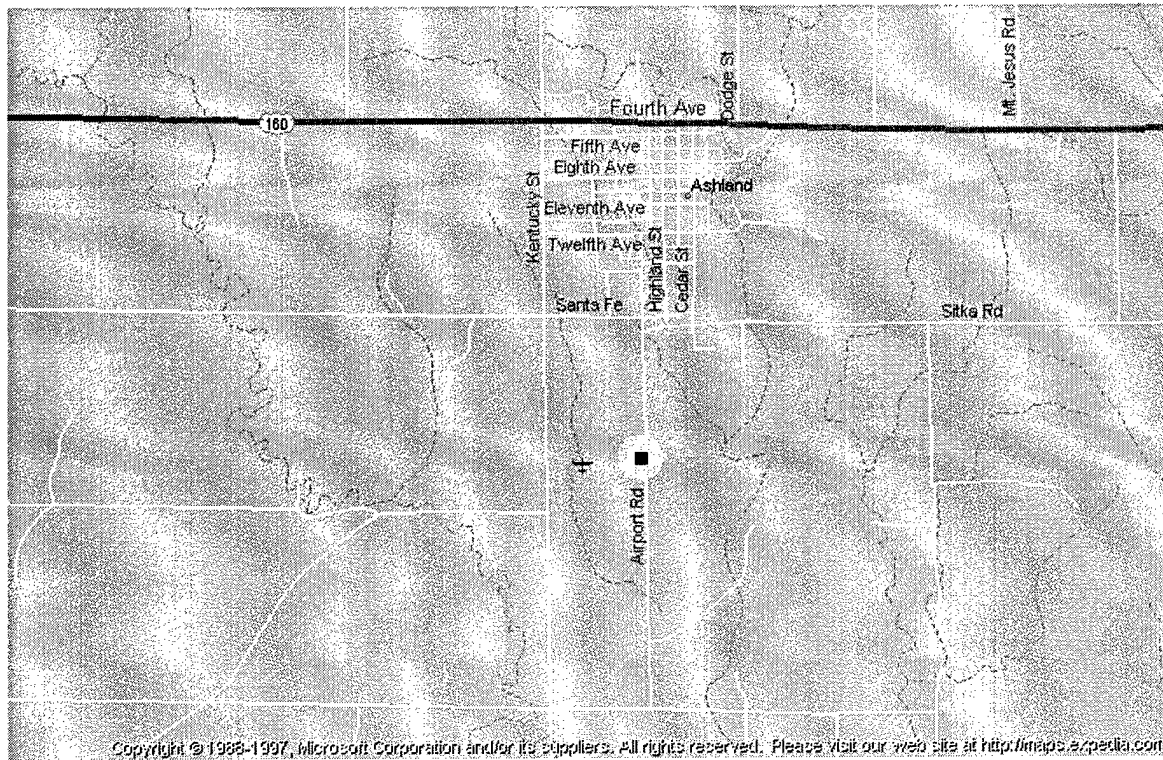 Mt. Jesus Rd.
Dodge St
Fourth Ave
160
Fifth Ave
Eighth Ave
Ashland
Kentucky St
Eleventh Ave
Highland St
Twelfth Ave
Cedar St
Santa Fe
Sitka Rd
Airport Rd
Copyright © 1988-1997, Microsoft Corporation and/or its suppliers. All rights reserved. Please visit our web site at http://maps.expedia.com